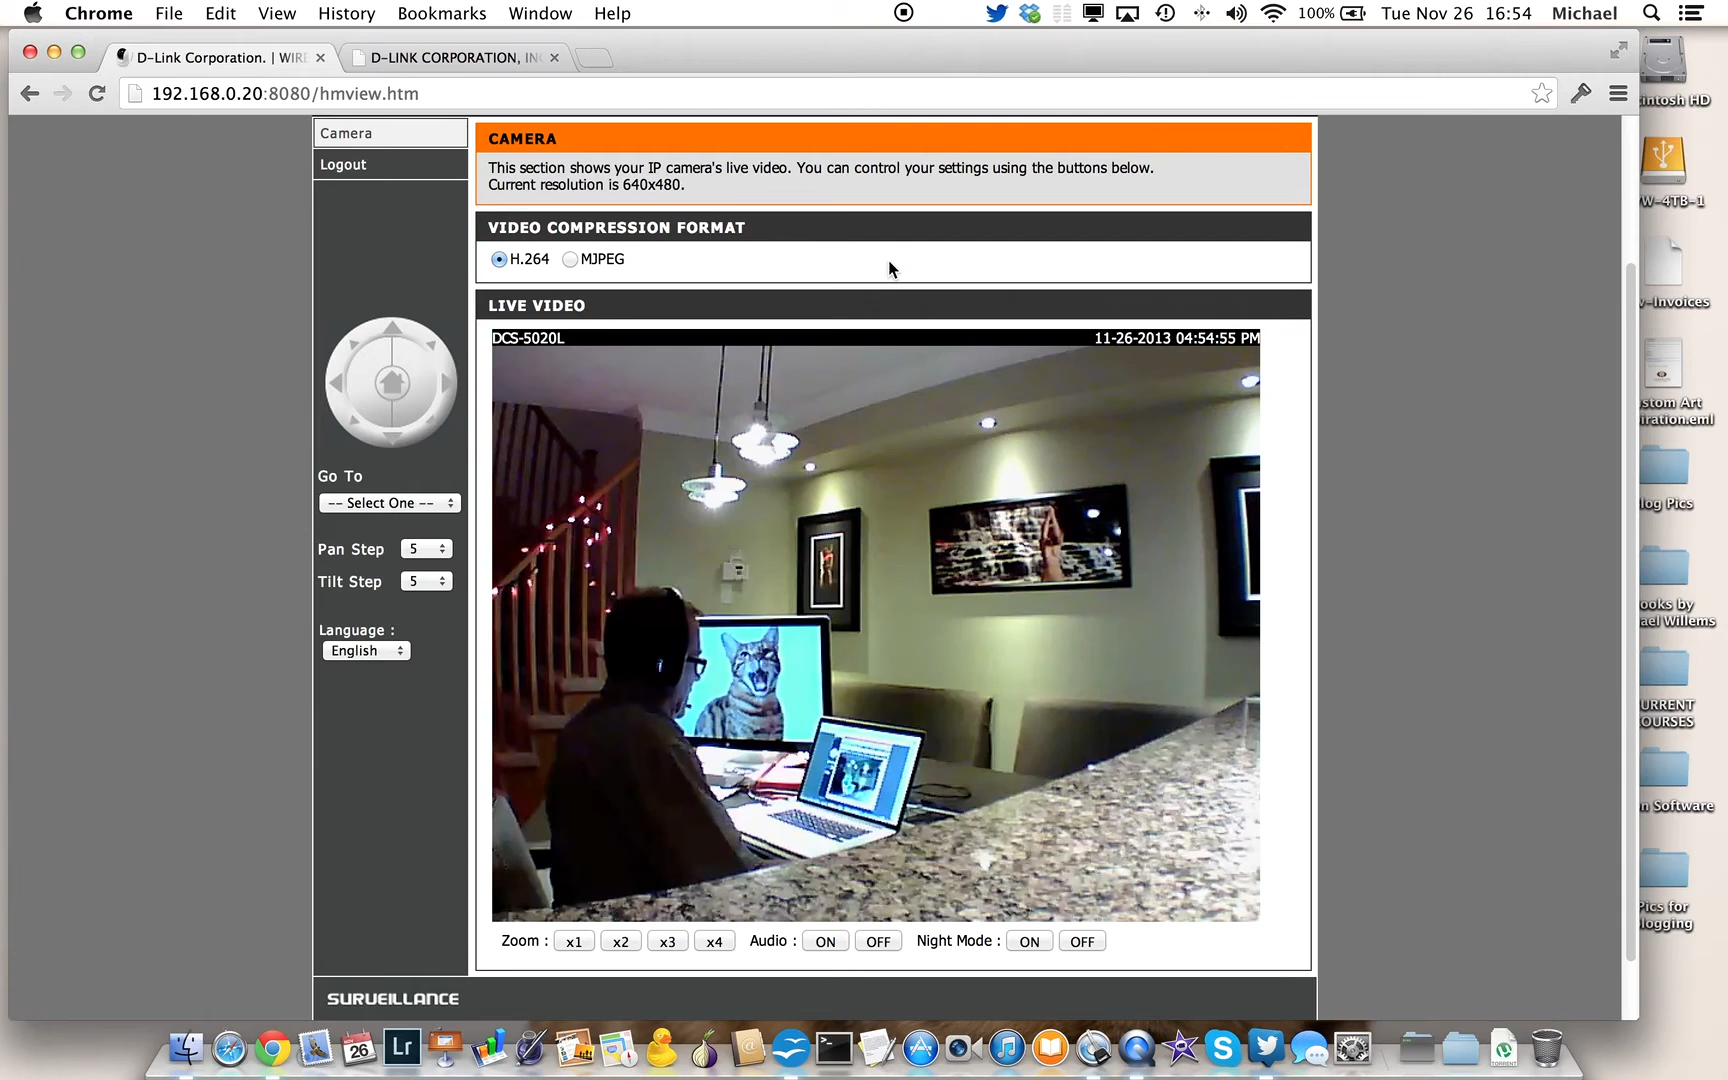 Chrome File Edit View History Bookmarks Window Help 100% Tue Nov 26 16:54 Michael
D-Link Corporation. | WIRE
D-LINK CORPORATION, IN
192.168.0.20:8080/hmview.htm
Camera
Logout
CAMERA
This section shows your IP camera's live video. You can control your settings using the buttons below.
Current resolution is 640x480.
VIDEO COMPRESSION FORMAT
H.264 MJPEG
LIVE VIDEO
DCS-5020L 11-26-2013 04:54:55 PM
Go To
-- Select One --
Pan Step 5
Tilt Step 5
Language :
English
Zoom : x1 x2 x3 x4 Audio : ON OFF Night Mode : ON OFF
SURVEILLANCE
intosh HD
W-4TB-1
-Invoices
stom Art
iration.eml
log Pics
ooks by
ael Willems
URRENT
OURSES
n Software
Pics for
logging
26
Lr
TORRENT